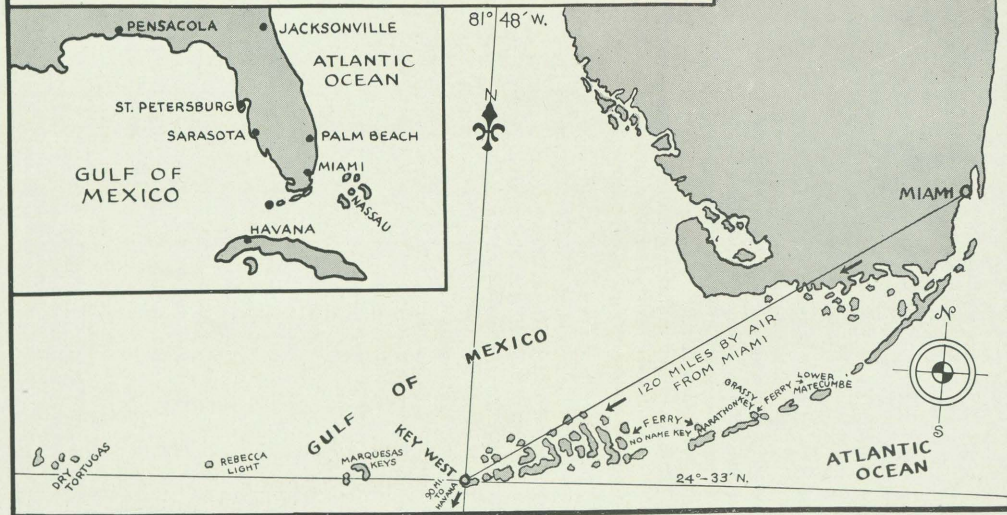 PENSACOLA
JACKSONVILLE
ATLANTIC
OCEAN
ST. PETERSBURG
SARASOTA
PALM BEACH
GULF OF
MEXICO
MIAMI
NASSAU
HAVANA
81° 48' W.
N
MIAMI
120 MILES BY AIR
FROM MIAMI
GULF OF MEXICO
N
S
LOWER
MATECUMBE
FERRY
GRASSY
KEY
MARATHON
FERRY
NO NAME KEY
KEY WEST
90 MI.
TO
HAVANA
MARQUESAS
KEYS
REBECCA
LIGHT
DRY
TORTUGAS
24°-33' N.
ATLANTIC
OCEAN